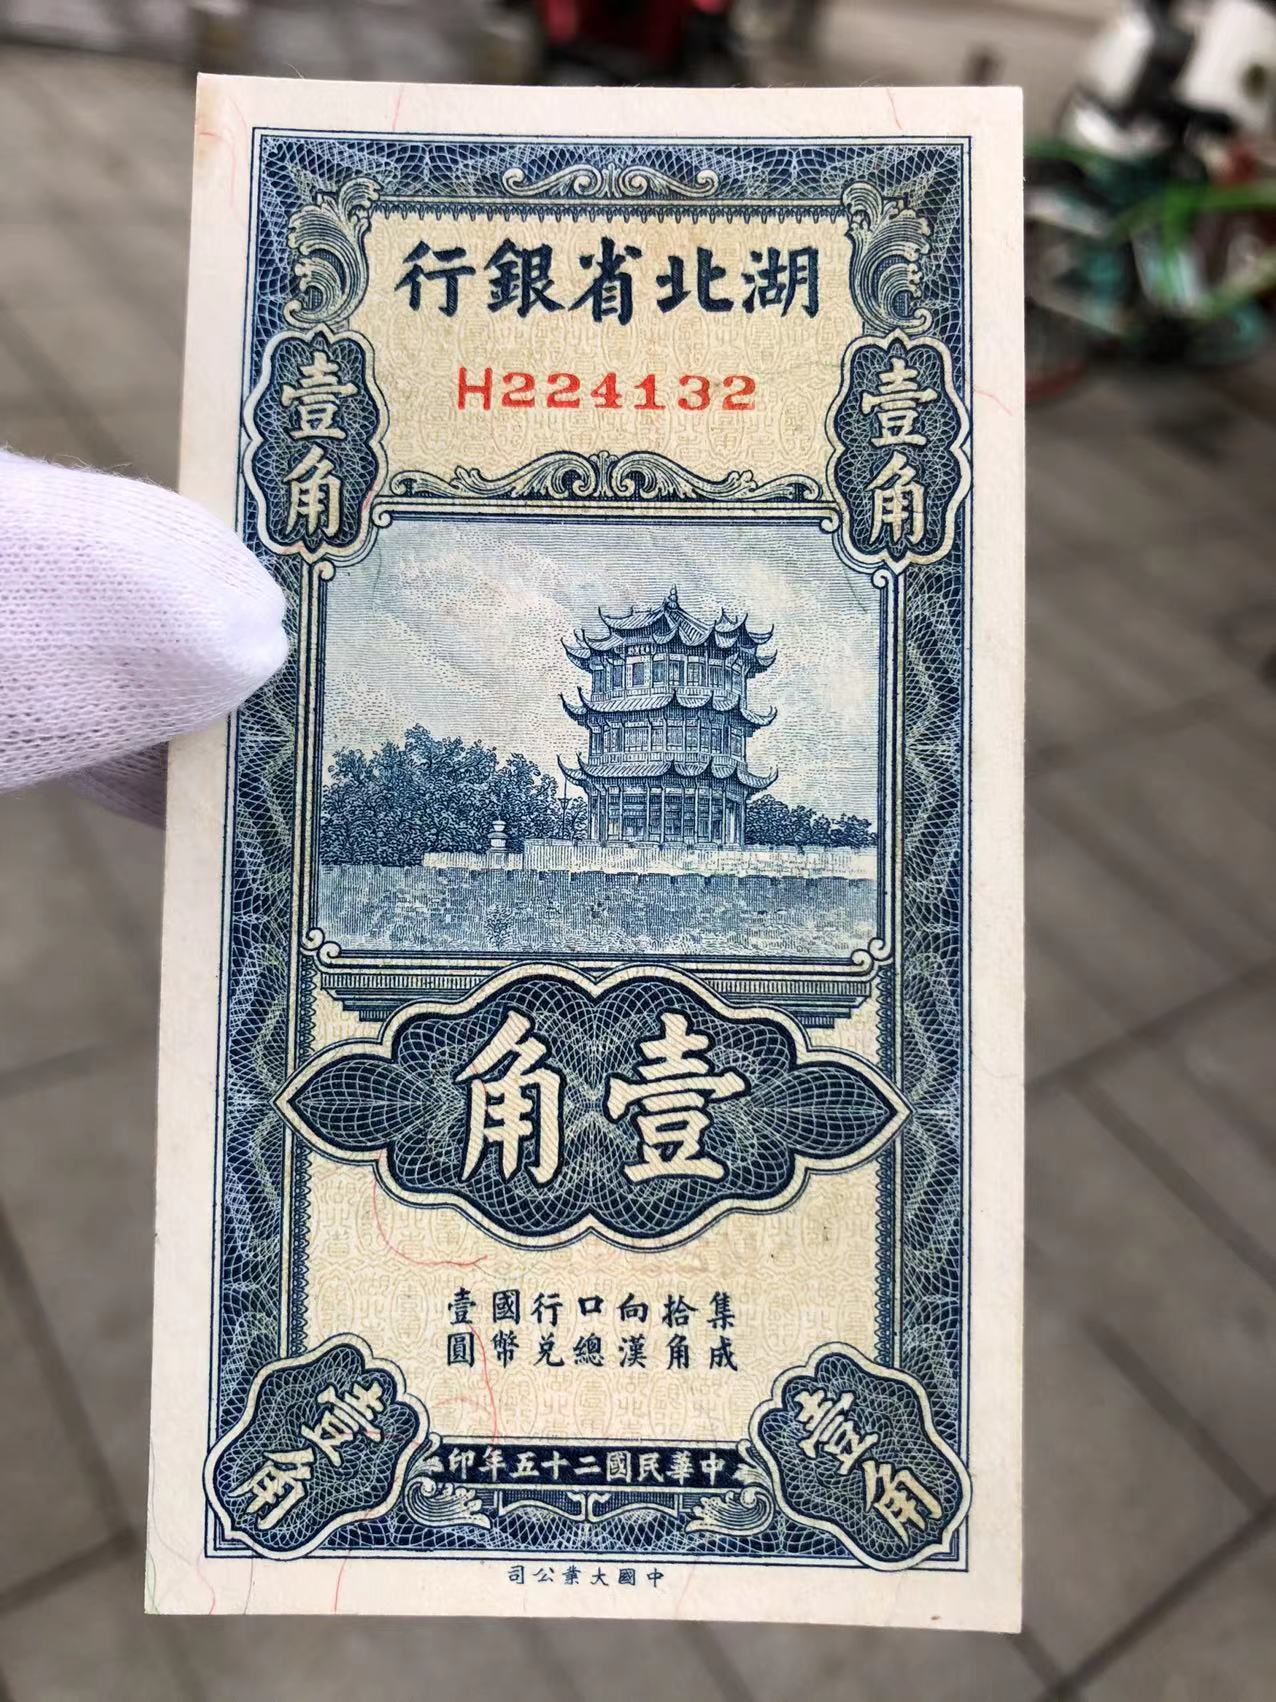 湖北省銀行
H224132
壹角
壹角
壹角
集成
拾角
向漢
口總
行兌
國幣
壹圓
壹角
壹角
中華民國二十五年印
中國大業公司